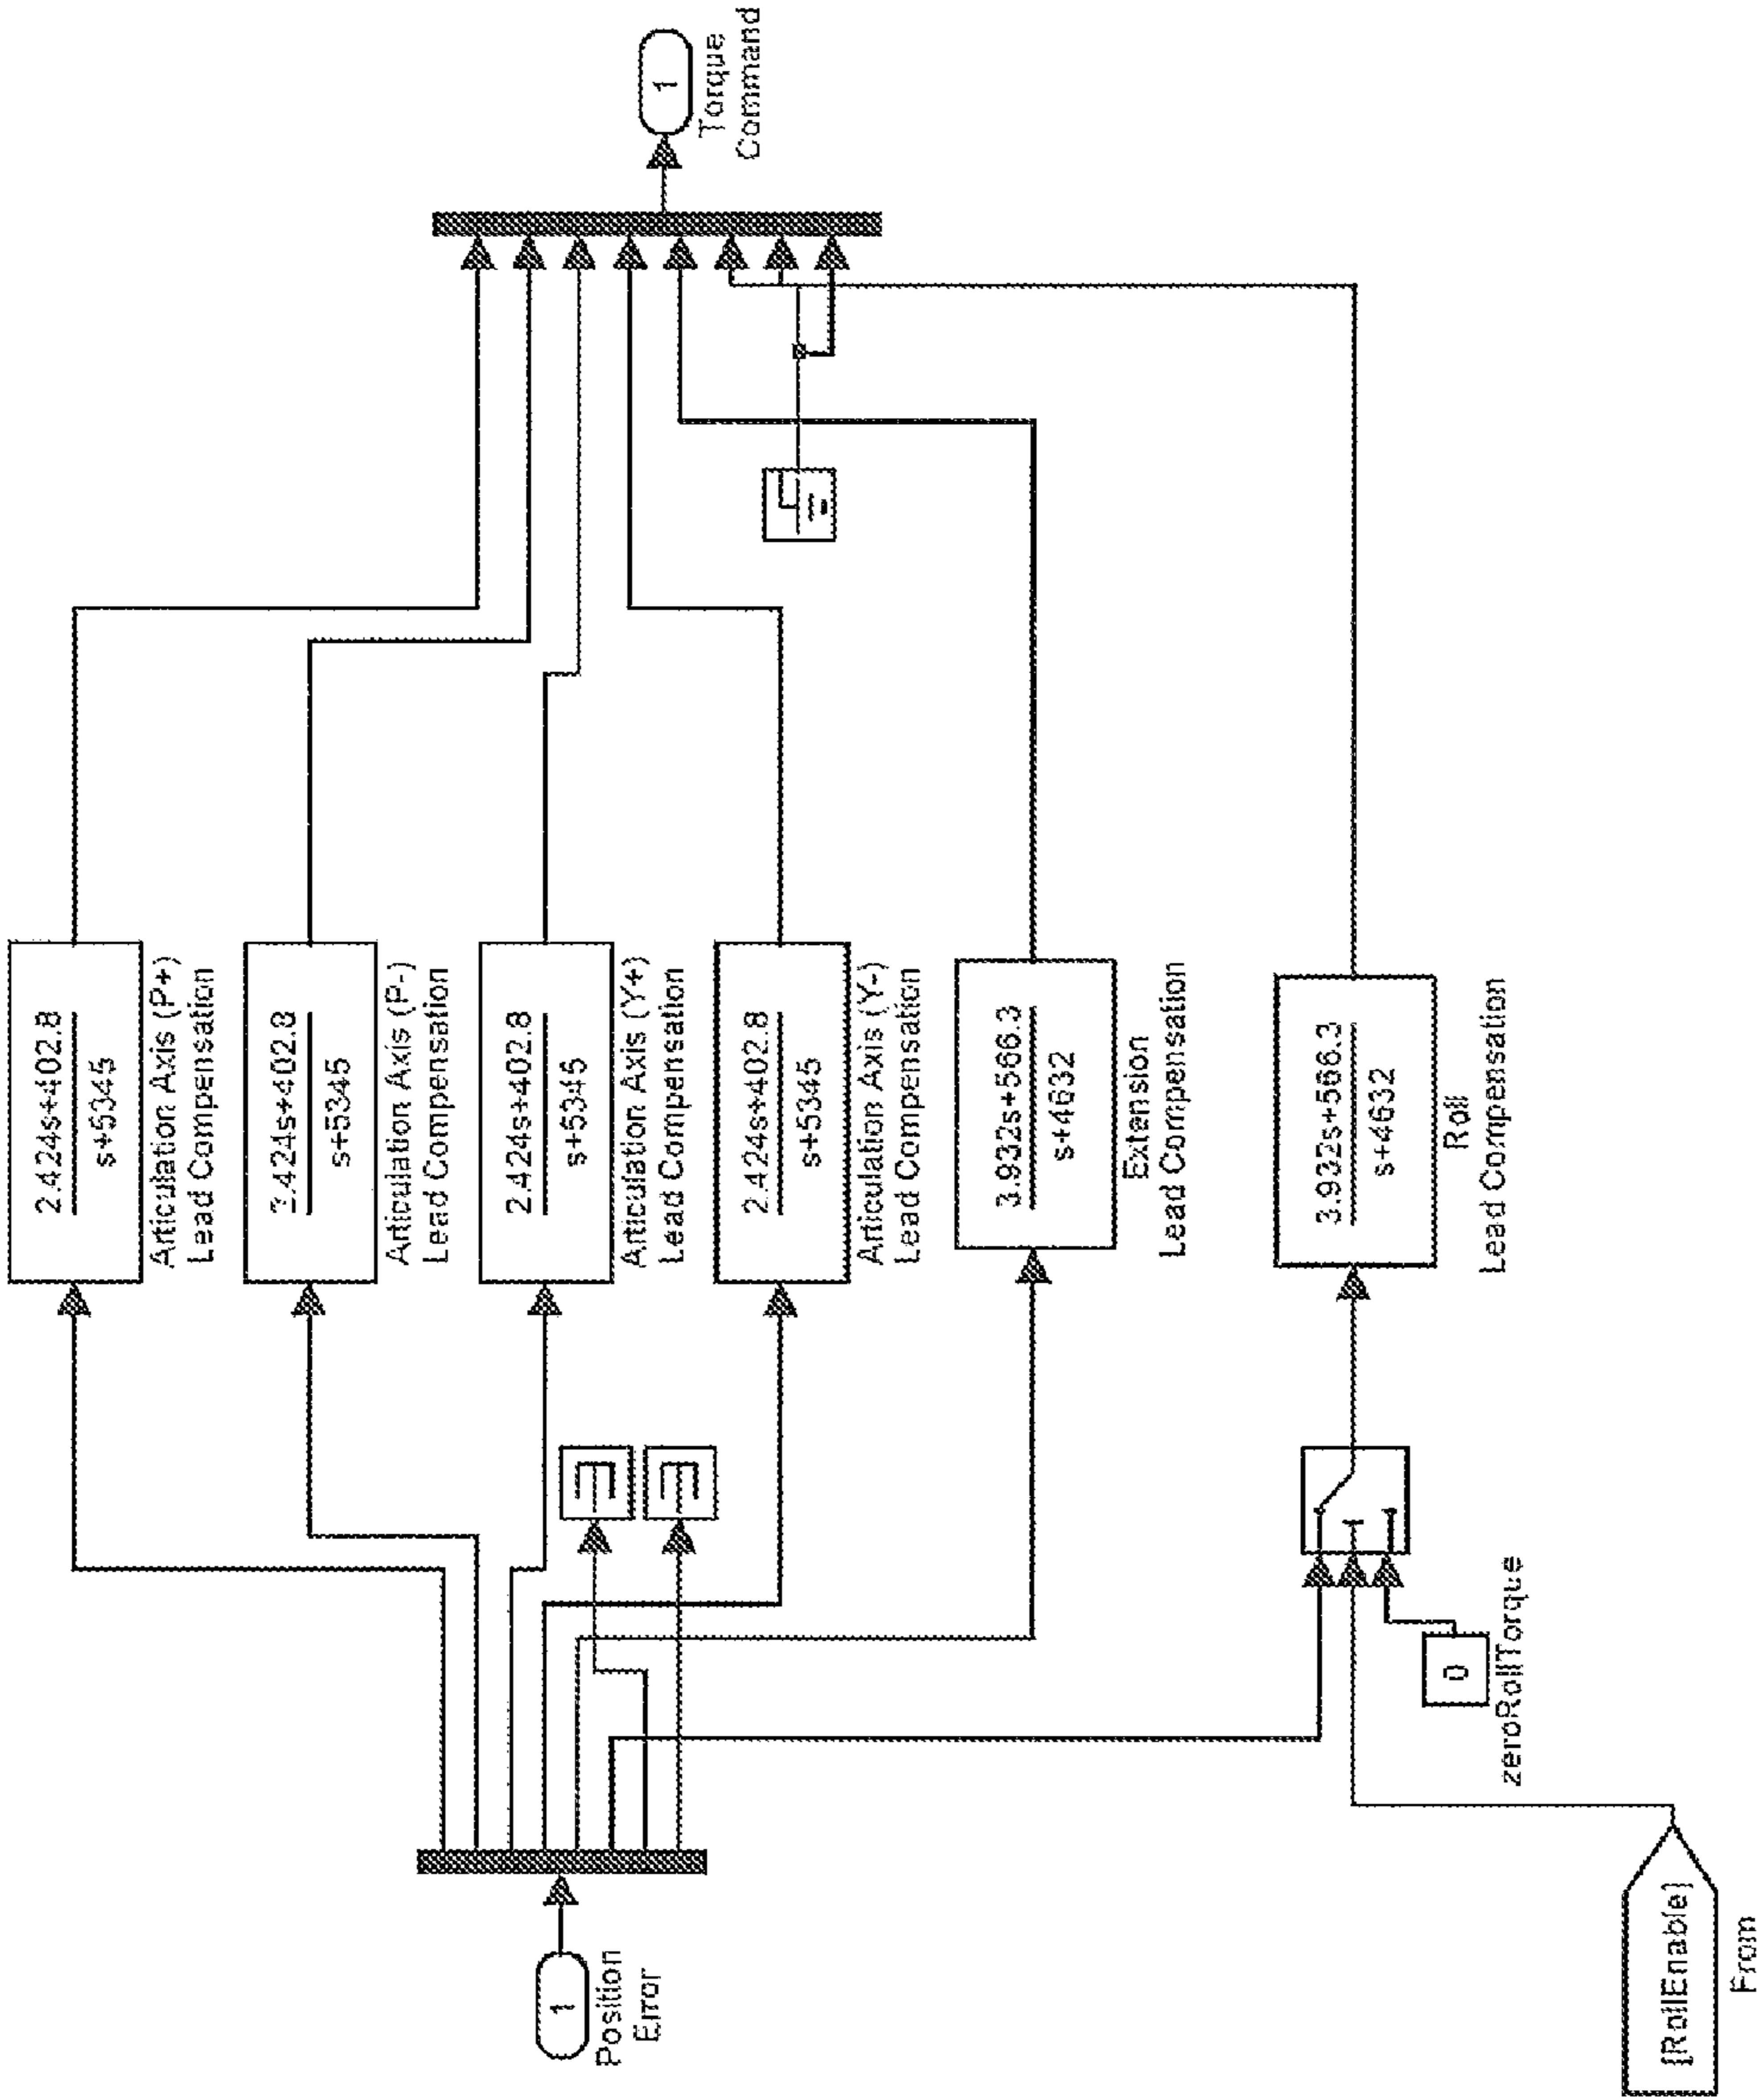 2.424s+402.8
s+5345
Articulation Axis (P+)
Lead Compensation
3.424s+402.8
s+5345
Articulation Axis (P-)
Lead Compensation
2.424s+402.8
s+5345
Articulation Axis (Y+)
Lead Compensation
2.424s+402.8
s+5345
Articulation Axis (Y-)
Lead Compensation
1
Position
Error
1
Torque
Command
3.932s+566.3
s+4632
Extension
Lead Compensation
3.932s+566.3
s+4632
Roll
Lead Compensation
0
zeroRollTorque
[RollEnable]
From